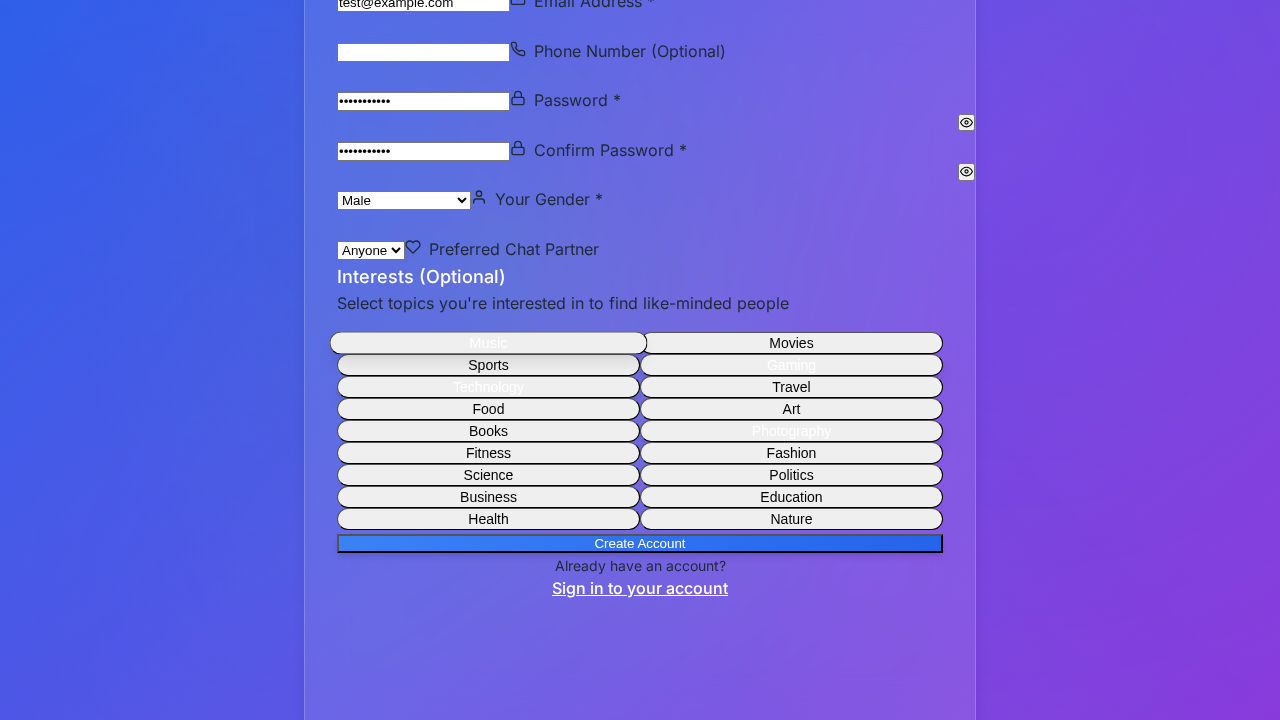 test@example.com Email Address *
Phone Number (Optional)
••••••••••• Password *
••••••••••• Confirm Password *
Male Your Gender *
Anyone Preferred Chat Partner
Interests (Optional)
Select topics you're interested in to find like-minded people
Music Movies
Sports Gaming
Technology Travel
Food Art
Books Photography
Fitness Fashion
Science Politics
Business Education
Health Nature
Create Account
Already have an account?
Sign in to your account